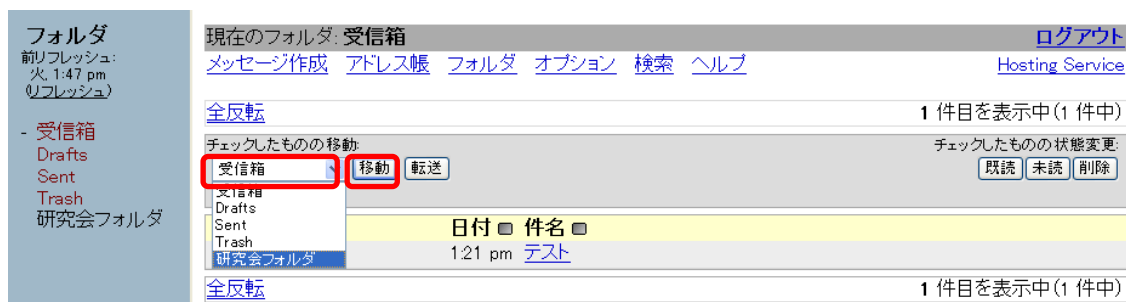 フォルダ
前リフレッシュ:
火, 1:47 pm
(リフレッシュ)
- 受信箱
Drafts
Sent
Trash
研究会フォルダ
現在のフォルダ: 受信箱 ログアウト
メッセージ作成 アドレス帳 フォルダ オプション 検索 ヘルプ Hosting Service
全反転 1 件目を表示中(1 件中)
チェックしたものの移動: チェックしたものの状態変更:
受信箱 移動 転送 既読 未読 削除
受信箱
Drafts
Sent
Trash
研究会フォルダ
日付 件名
1:21 pm テスト
全反転 1 件目を表示中(1 件中)